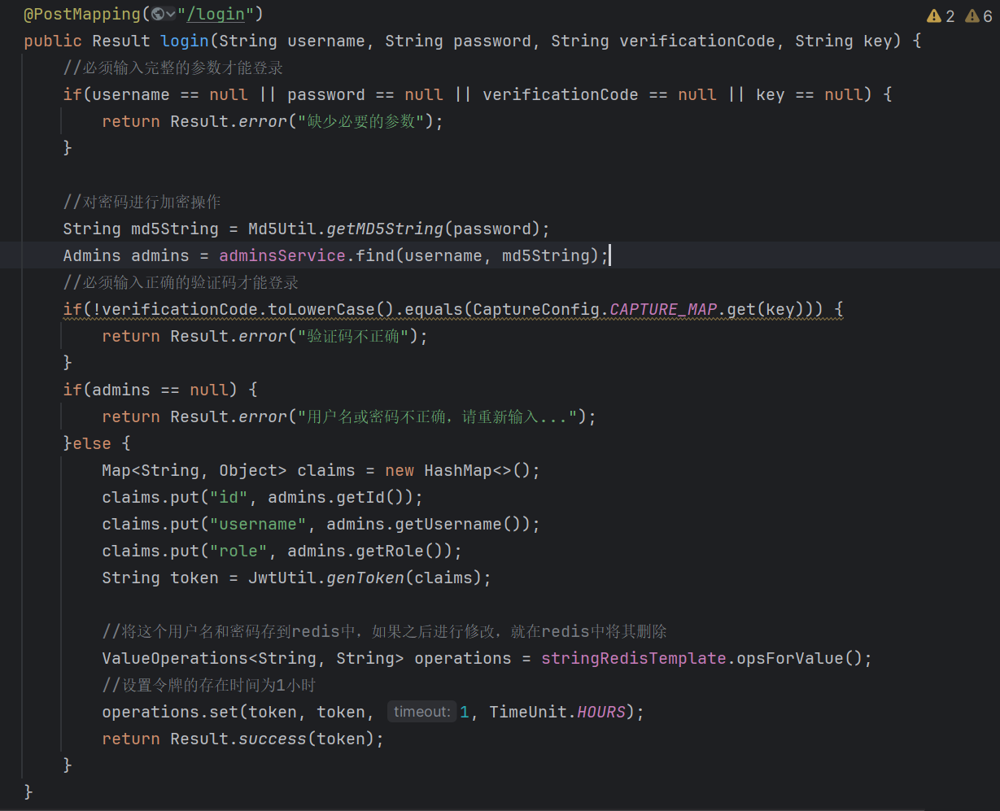 @PostMapping("/login")
2 6
public Result login(String username, String password, String verificationCode, String key) {
//必须输入完整的参数才能登录
if(username == null || password == null || verificationCode == null || key == null) {
return Result.error("缺少必要的参数");
}
//对密码进行加密操作
String md5String = Md5Util.getMD5String(password);
Admins admins = adminsService.find(username, md5String);
//必须输入正确的验证码才能登录
if(!verificationCode.toLowerCase().equals(CaptureConfig.CAPTURE_MAP.get(key))) {
return Result.error("验证码不正确");
}
if(admins == null) {
return Result.error("用户名或密码不正确，请重新输入...");
}else {
Map<String, Object> claims = new HashMap<>();
claims.put("id", admins.getId());
claims.put("username", admins.getUsername());
claims.put("role", admins.getRole());
String token = JwtUtil.genToken(claims);
//将这个用户名和密码存到redis中，如果之后进行修改，就在redis中将其删除
ValueOperations<String, String> operations = stringRedisTemplate.opsForValue();
//设置令牌的存在时间为1小时
operations.set(token, token, timeout: 1, TimeUnit.HOURS);
return Result.success(token);
}
}